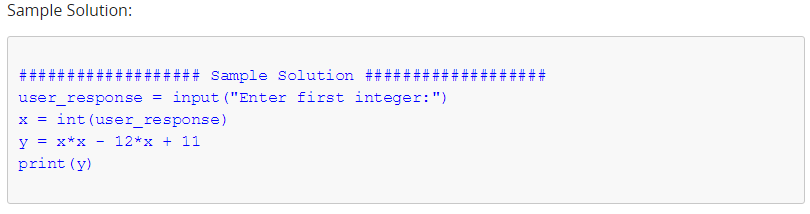 Sample Solution:
################### Sample Solution ###################
user_response = input("Enter first integer:")
x = int(user_response)
y = x*x - 12*x + 11
print(y)